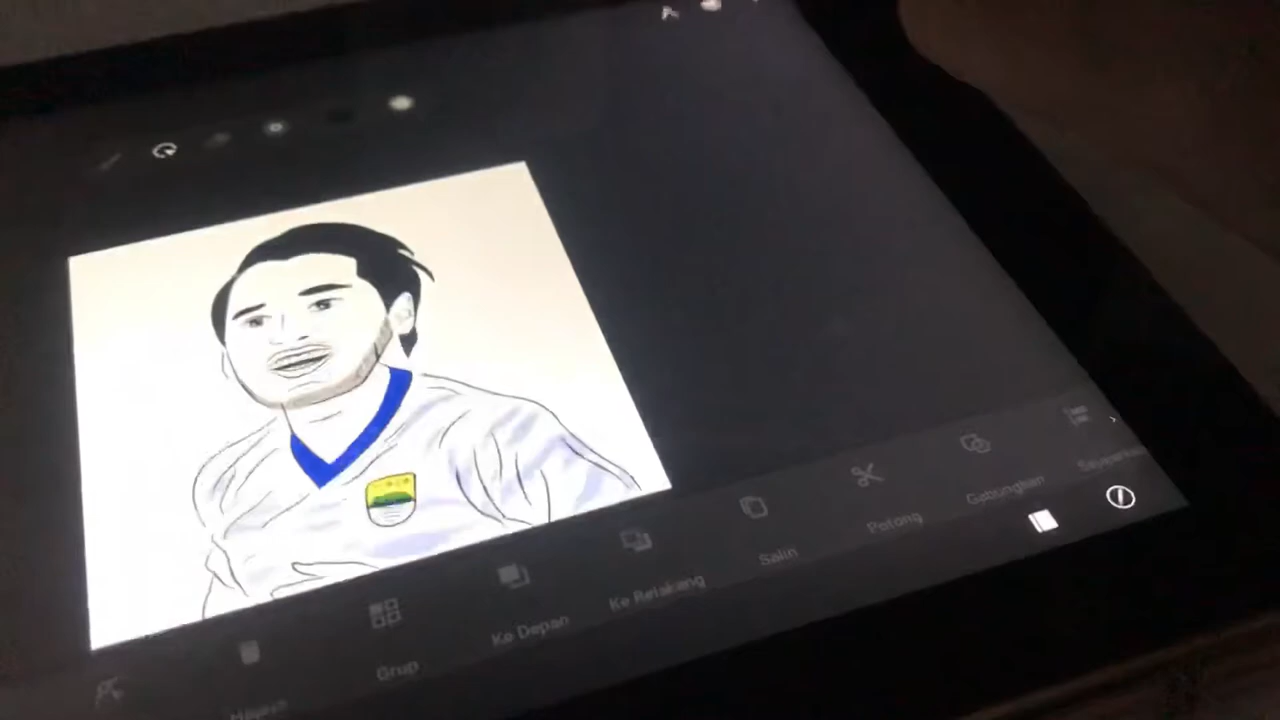 Grup
Ke Depan
Ke Belakang
Salin
Potong
Gabungkan